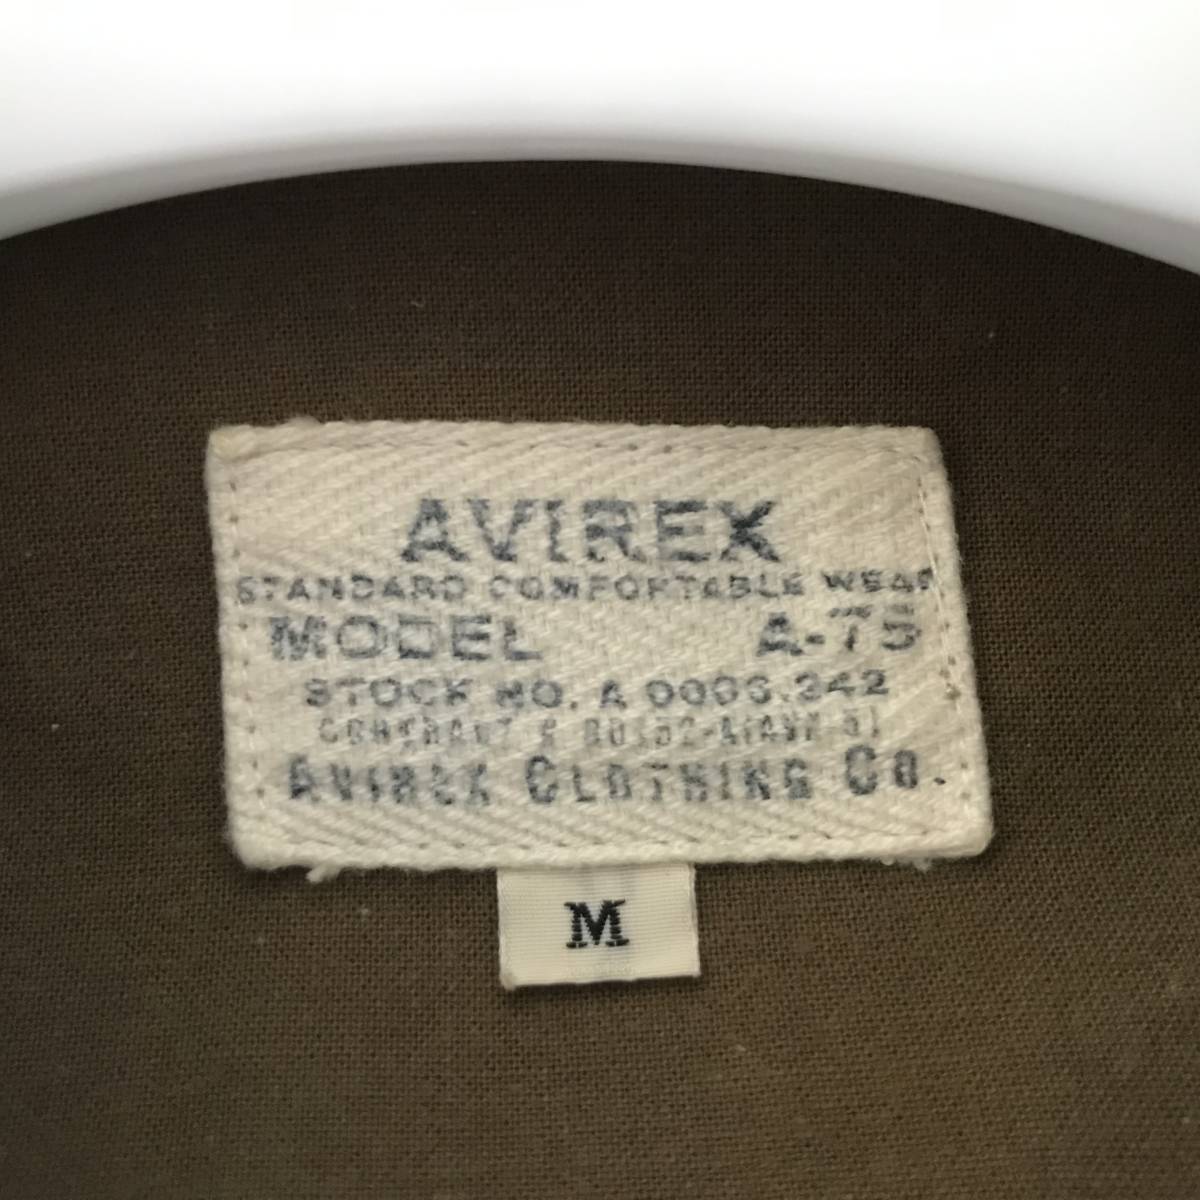 AVIREX
STANDARD COMFORTABLE WEAR
MODEL A-75
STOCK NO. A 0006.342
AVIREX CLOTHING CO.
M